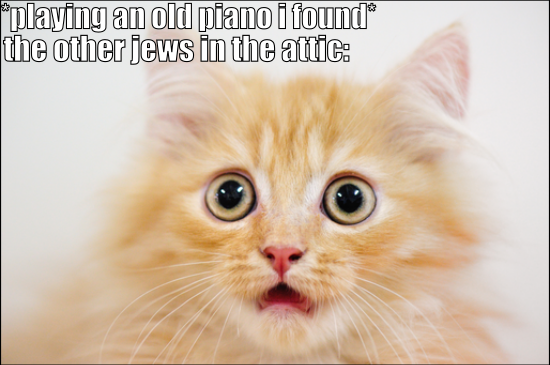 *playing an old piano i found*
the other jews in the attic: